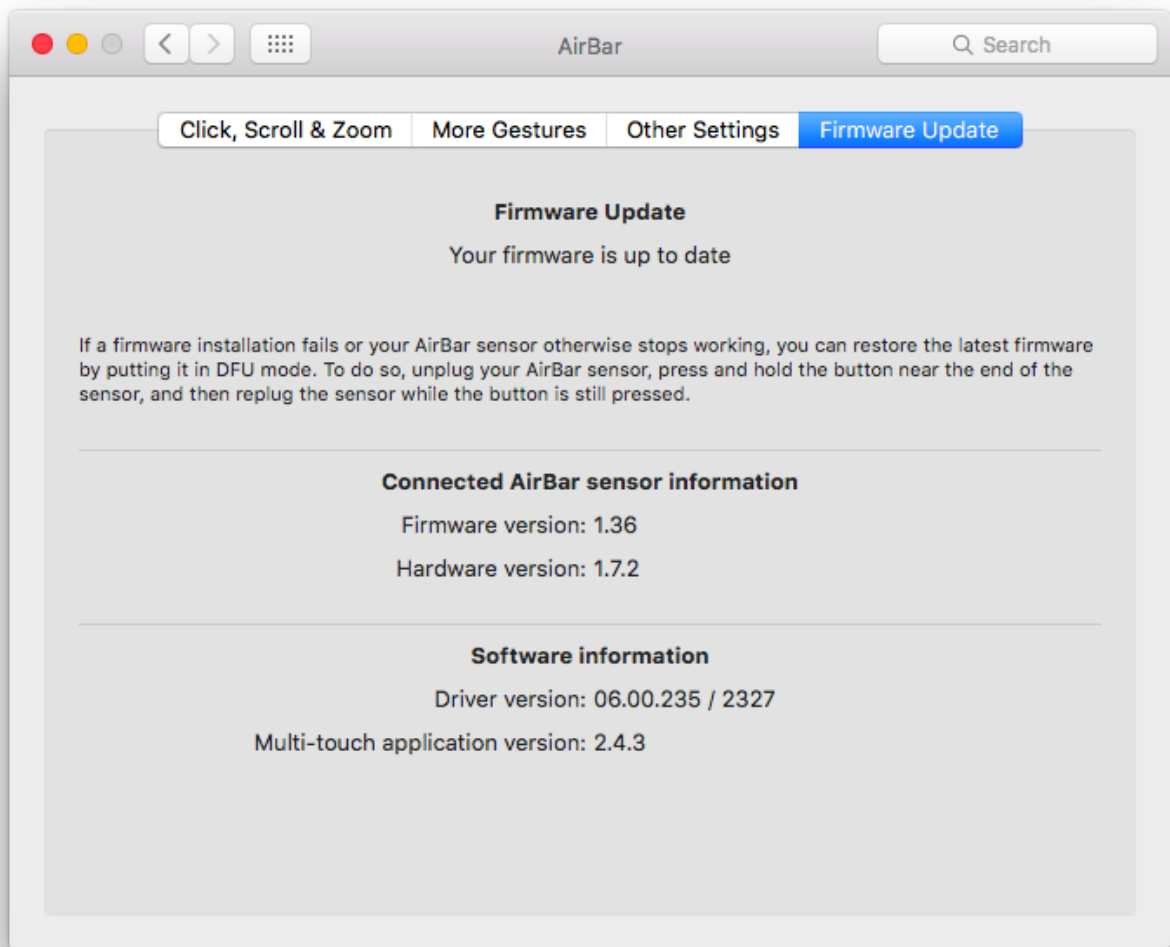 AirBar
Search
Click, Scroll & Zoom
More Gestures
Other Settings
Firmware Update
Firmware Update
Your firmware is up to date
If a firmware installation fails or your AirBar sensor otherwise stops working, you can restore the latest firmware
by putting it in DFU mode. To do so, unplug your AirBar sensor, press and hold the button near the end of the
sensor, and then replug the sensor while the button is still pressed.
Connected AirBar sensor information
Firmware version: 1.36
Hardware version: 1.7.2
Software information
Driver version: 06.00.235 / 2327
Multi-touch application version: 2.4.3